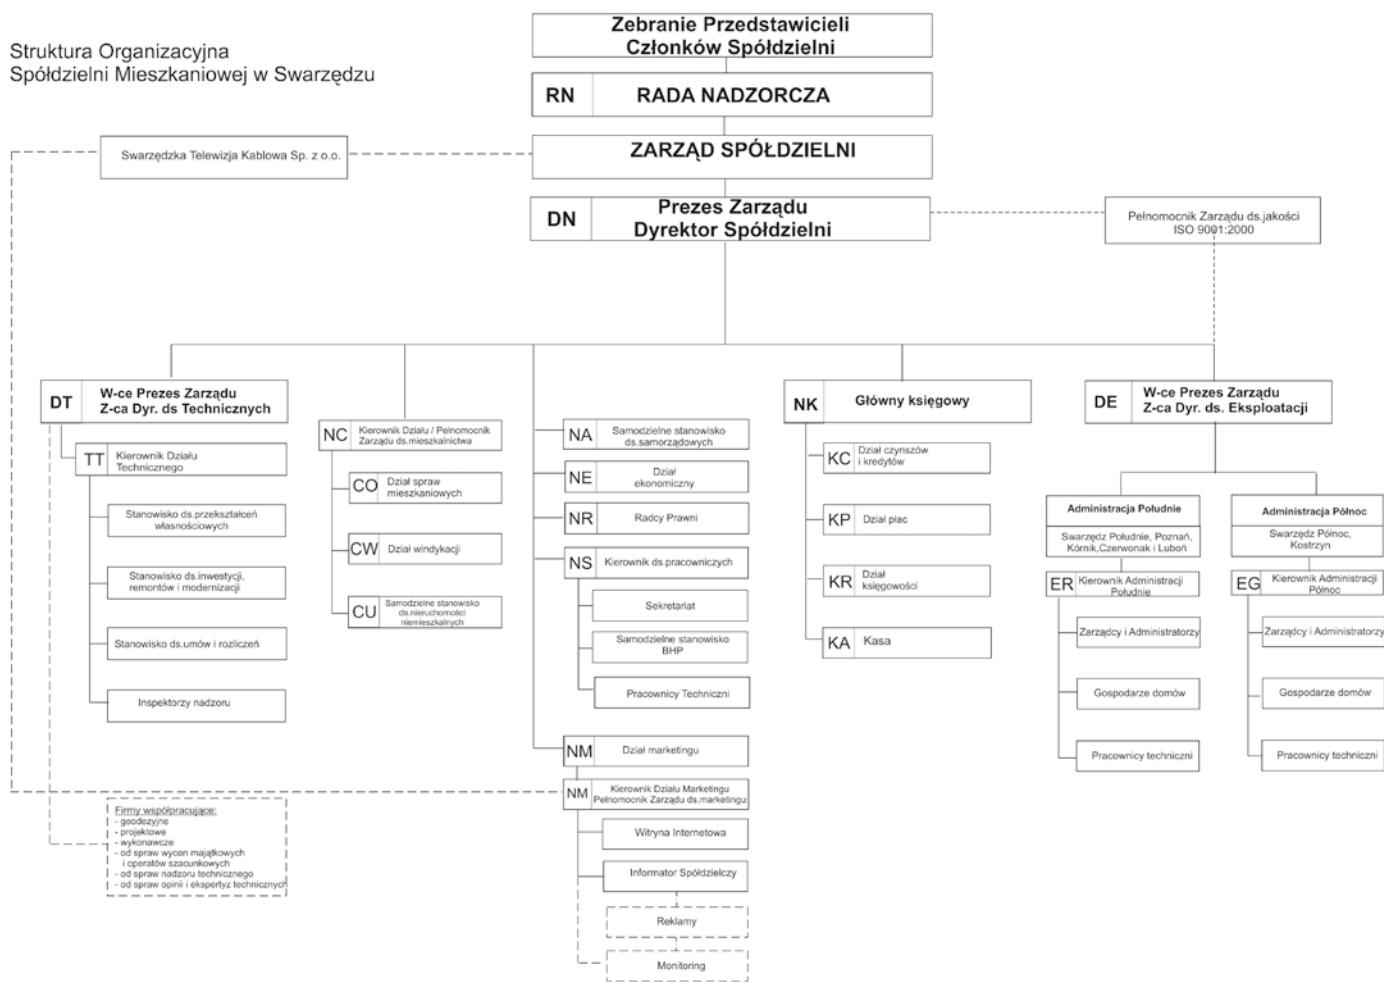 Struktura Organizacyjna
Spółdzielni Mieszkaniowej w Swarzędzu
Zebranie Przedstawicieli
Członków Spółdzielni
RN RADA NADZORCZA
Swarzędzka Telewizja Kablowa Sp. z o.o.
ZARZĄD SPÓŁDZIELNI
DN Prezes Zarządu
Dyrektor Spółdzielni
Pełnomocnik Zarządu ds.jakości
ISO 9001:2000
DT W-ce Prezes Zarządu
Z-ca Dyr. ds Technicznych
TT Kierownik Działu
Technicznego
Stanowisko ds.przekształceń
własnościowych
Stanowisko ds.inwestycji,
remontów i modernizacji
Stanowisko ds.umów i rozliczeń
Inspektorzy nadzoru
Firmy współpracujące:
- geodezyjne
- projektowe
- wykonawcze
- od spraw wycen majątkowych
i operatów szacunkowych
- od spraw nadzoru technicznego
- od spraw opinii i ekspertyz technicznych
NC Kierownik Działu / Pełnomocnik
Zarządu ds.mieszkalnictwa
CO Dział spraw
mieszkaniowych
CW Dział windykacji
CU Samodzielne stanowisko
ds.nieruchomości
niemieszkalnych
NA Samodzielne stanowisko
ds.samorządowych
NE Dział
ekonomiczny
NR Radcy Prawni
NS Kierownik ds.pracowniczych
Sekretariat
Samodzielne stanowisko
BHP
Pracownicy Techniczni
NM Dział marketingu
NM Kierownik Działu Marketingu
Pełnomocnik Zarządu ds.marketingu
Witryna Internetowa
Informator Spółdzielczy
Reklamy
Monitoring
NK Główny księgowy
KC Dział czynszów
i kredytów
KP Dział płac
KR Dział
księgowości
KA Kasa
DE W-ce Prezes Zarządu
Z-ca Dyr. ds. Eksploatacji
Administracja Południe
Swarzędz Południe, Poznań,
Kórnik,Czerwonak i Luboń
ER Kierownik Administracji
Południe
Zarządcy i Administratorzy
Gospodarze domów
Pracownicy techniczni
Administracja Północ
Swarzędz Północ,
Kostrzyn
EG Kierownik Administracji
Północ
Zarządcy i Administratorzy
Gospodarze domów
Pracownicy techniczni